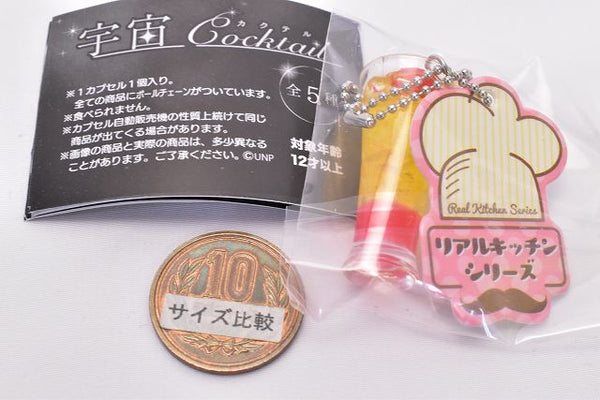 宇宙
カクテル
Cocktail
※1カプセル1個入り。
全ての商品にボールチェーンがついています。
※食べられません。
※カプセル自動販売機の性質上続けて同じ
商品が出てくる場合があります。
※画像の商品と実際の商品は、多少異なる
ことがあります。ご了承ください。©UNP
全5種
対象年齢
12才以上
Real Kitchen Series
リアルキッチン
シリーズ
10
サイズ比較